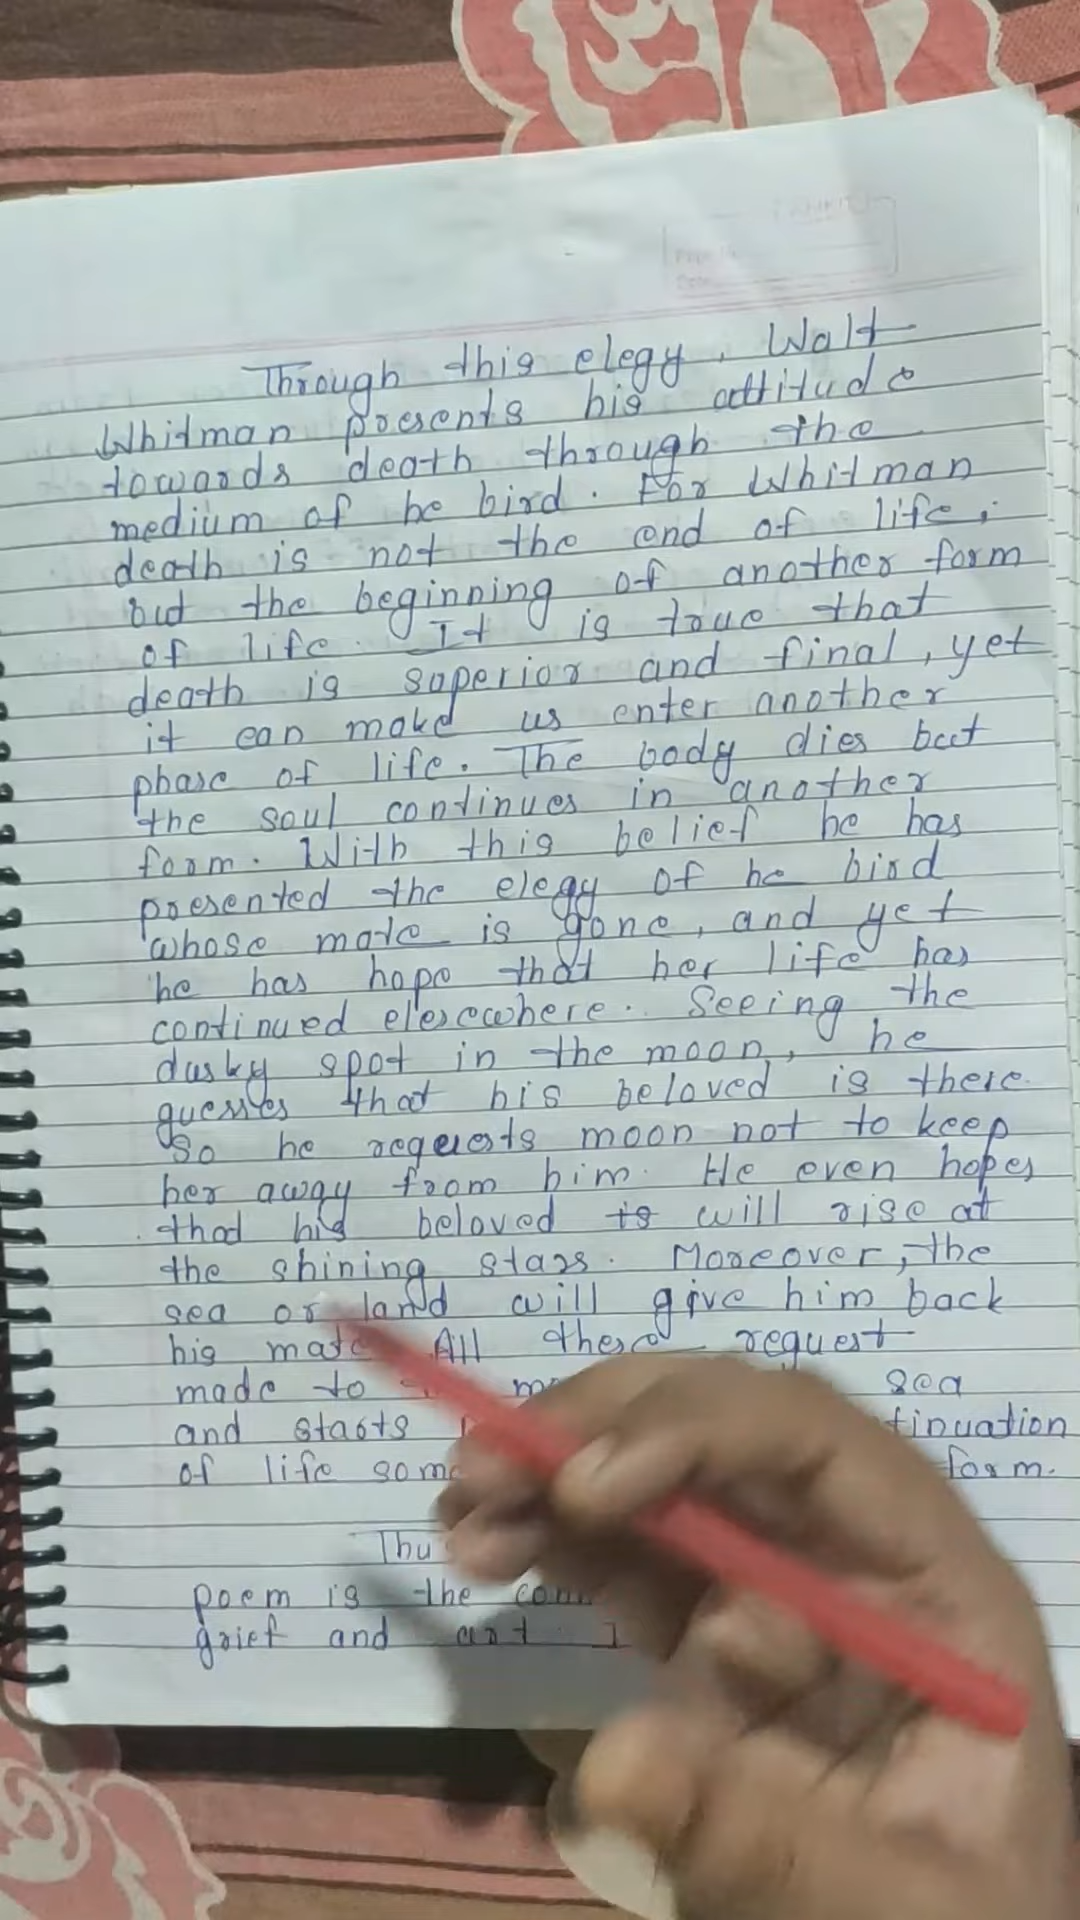 Through this elegy, Walt
Whitman presents his attitude
towards death through the
medium of he bird. For Whitman
death is not the end of life,
but the beginning of another form
of life. It is true that
death is superior and final, yet
it can make us enter another
phase of life. The body dies but
the soul continues in another
form. With this belief he has
presented the elegy of he bird
whose mate is gone, and yet
he has hope that her life has
continued elesewhere. Seeing the
dusky spot in the moon, he
guesses that his beloved is there.
So he requests moon not to keep
her away from him. He even hopes
that his beloved will rise at
the shining stars. Moreover, the
sea or land will give him back
his mate All these request
made to sea
and starts
of life form.
poem is the
grief and art